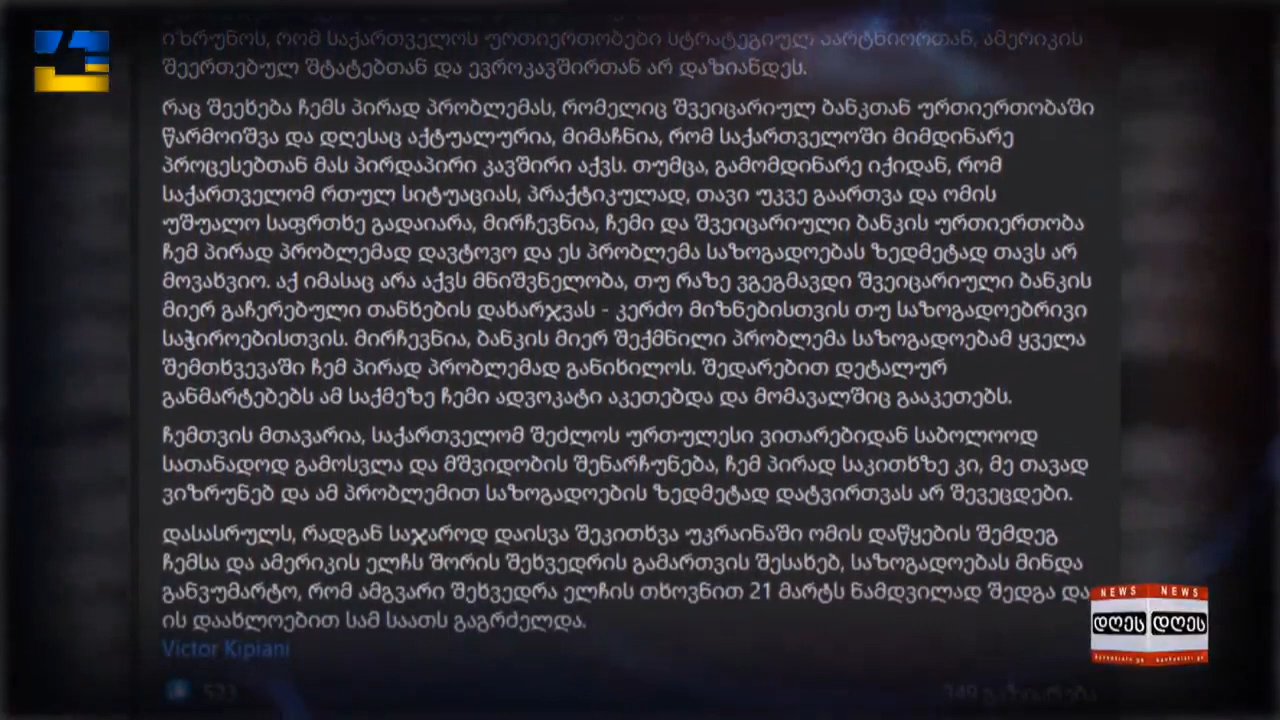 იზრუნოს, რომ საქართველოს ურთიერთობები სტრატეგიულ პარტნიორთან, ამერიკის
შეერთებულ შტატებთან და ევროკავშირთან არ დაზიანდეს.
რაც შეეხება ჩემს პირად პრობლემას, რომელიც შვეიცარიულ ბანკთან ურთიერთობაში
წარმოიშვა და დღესაც აქტუალურია, მიმაჩნია, რომ საქართველოში მიმდინარე
პროცესებთან მას პირდაპირი კავშირი აქვს. თუმცა, გამომდინარე იქიდან, რომ
საქართველომ რთულ სიტუაციას, პრაქტიკულად, თავი უკვე გაართვა და ომის
უშუალო საფრთხე გადაიარა, მირჩევნია, ჩემი და შვეიცარიული ბანკის ურთიერთობა
ჩემ პირად პრობლემად დავტოვო და ეს პრობლემა საზოგადოებას ზედმეტად თავს არ
მოვახვიო. აქ იმასაც არა აქვს მნიშვნელობა, თუ რაზე ვგეგმავდი შვეიცარიული ბანკის
მიერ გაჩერებული თანხების დახარჯვას - კერძო მიზნებისთვის თუ საზოგადოებრივი
საჭიროებისთვის. მირჩევნია, ბანკის მიერ შექმნილი პრობლემა საზოგადოებამ ყველა
შემთხვევაში ჩემ პირად პრობლემად განიხილოს. შედარებით დეტალურ
განმარტებებს ამ საქმეზე ჩემი ადვოკატი აკეთებდა და მომავალშიც გააკეთებს.
ჩემთვის მთავარია, საქართველომ შეძლოს ურთულესი ვითარებიდან საბოლოოდ
სათანადოდ გამოსვლა და მშვიდობის შენარჩუნება, ჩემ პირად საკითხზე კი, მე თავად
ვიზრუნებ და ამ პრობლემით საზოგადოების ზედმეტად დატვირთვას არ შევეცდები.
დასასრულს, რადგან საჯაროდ დაისვა შეკითხვა უკრაინაში ომის დაწყების შემდეგ
ჩემსა და ამერიკის ელჩს შორის შეხვედრის გამართვის შესახებ, საზოგადოებას მინდა
განვუმარტო, რომ ამგვარი შეხვედრა ელჩის თხოვნით 21 მარტს ნამდვილად შედგა და
ის დაახლოებით სამ საათს გაგრძელდა.
Victor Kipiani
533
349 გაზიარება
NEWS NEWS
დღეს დღეს